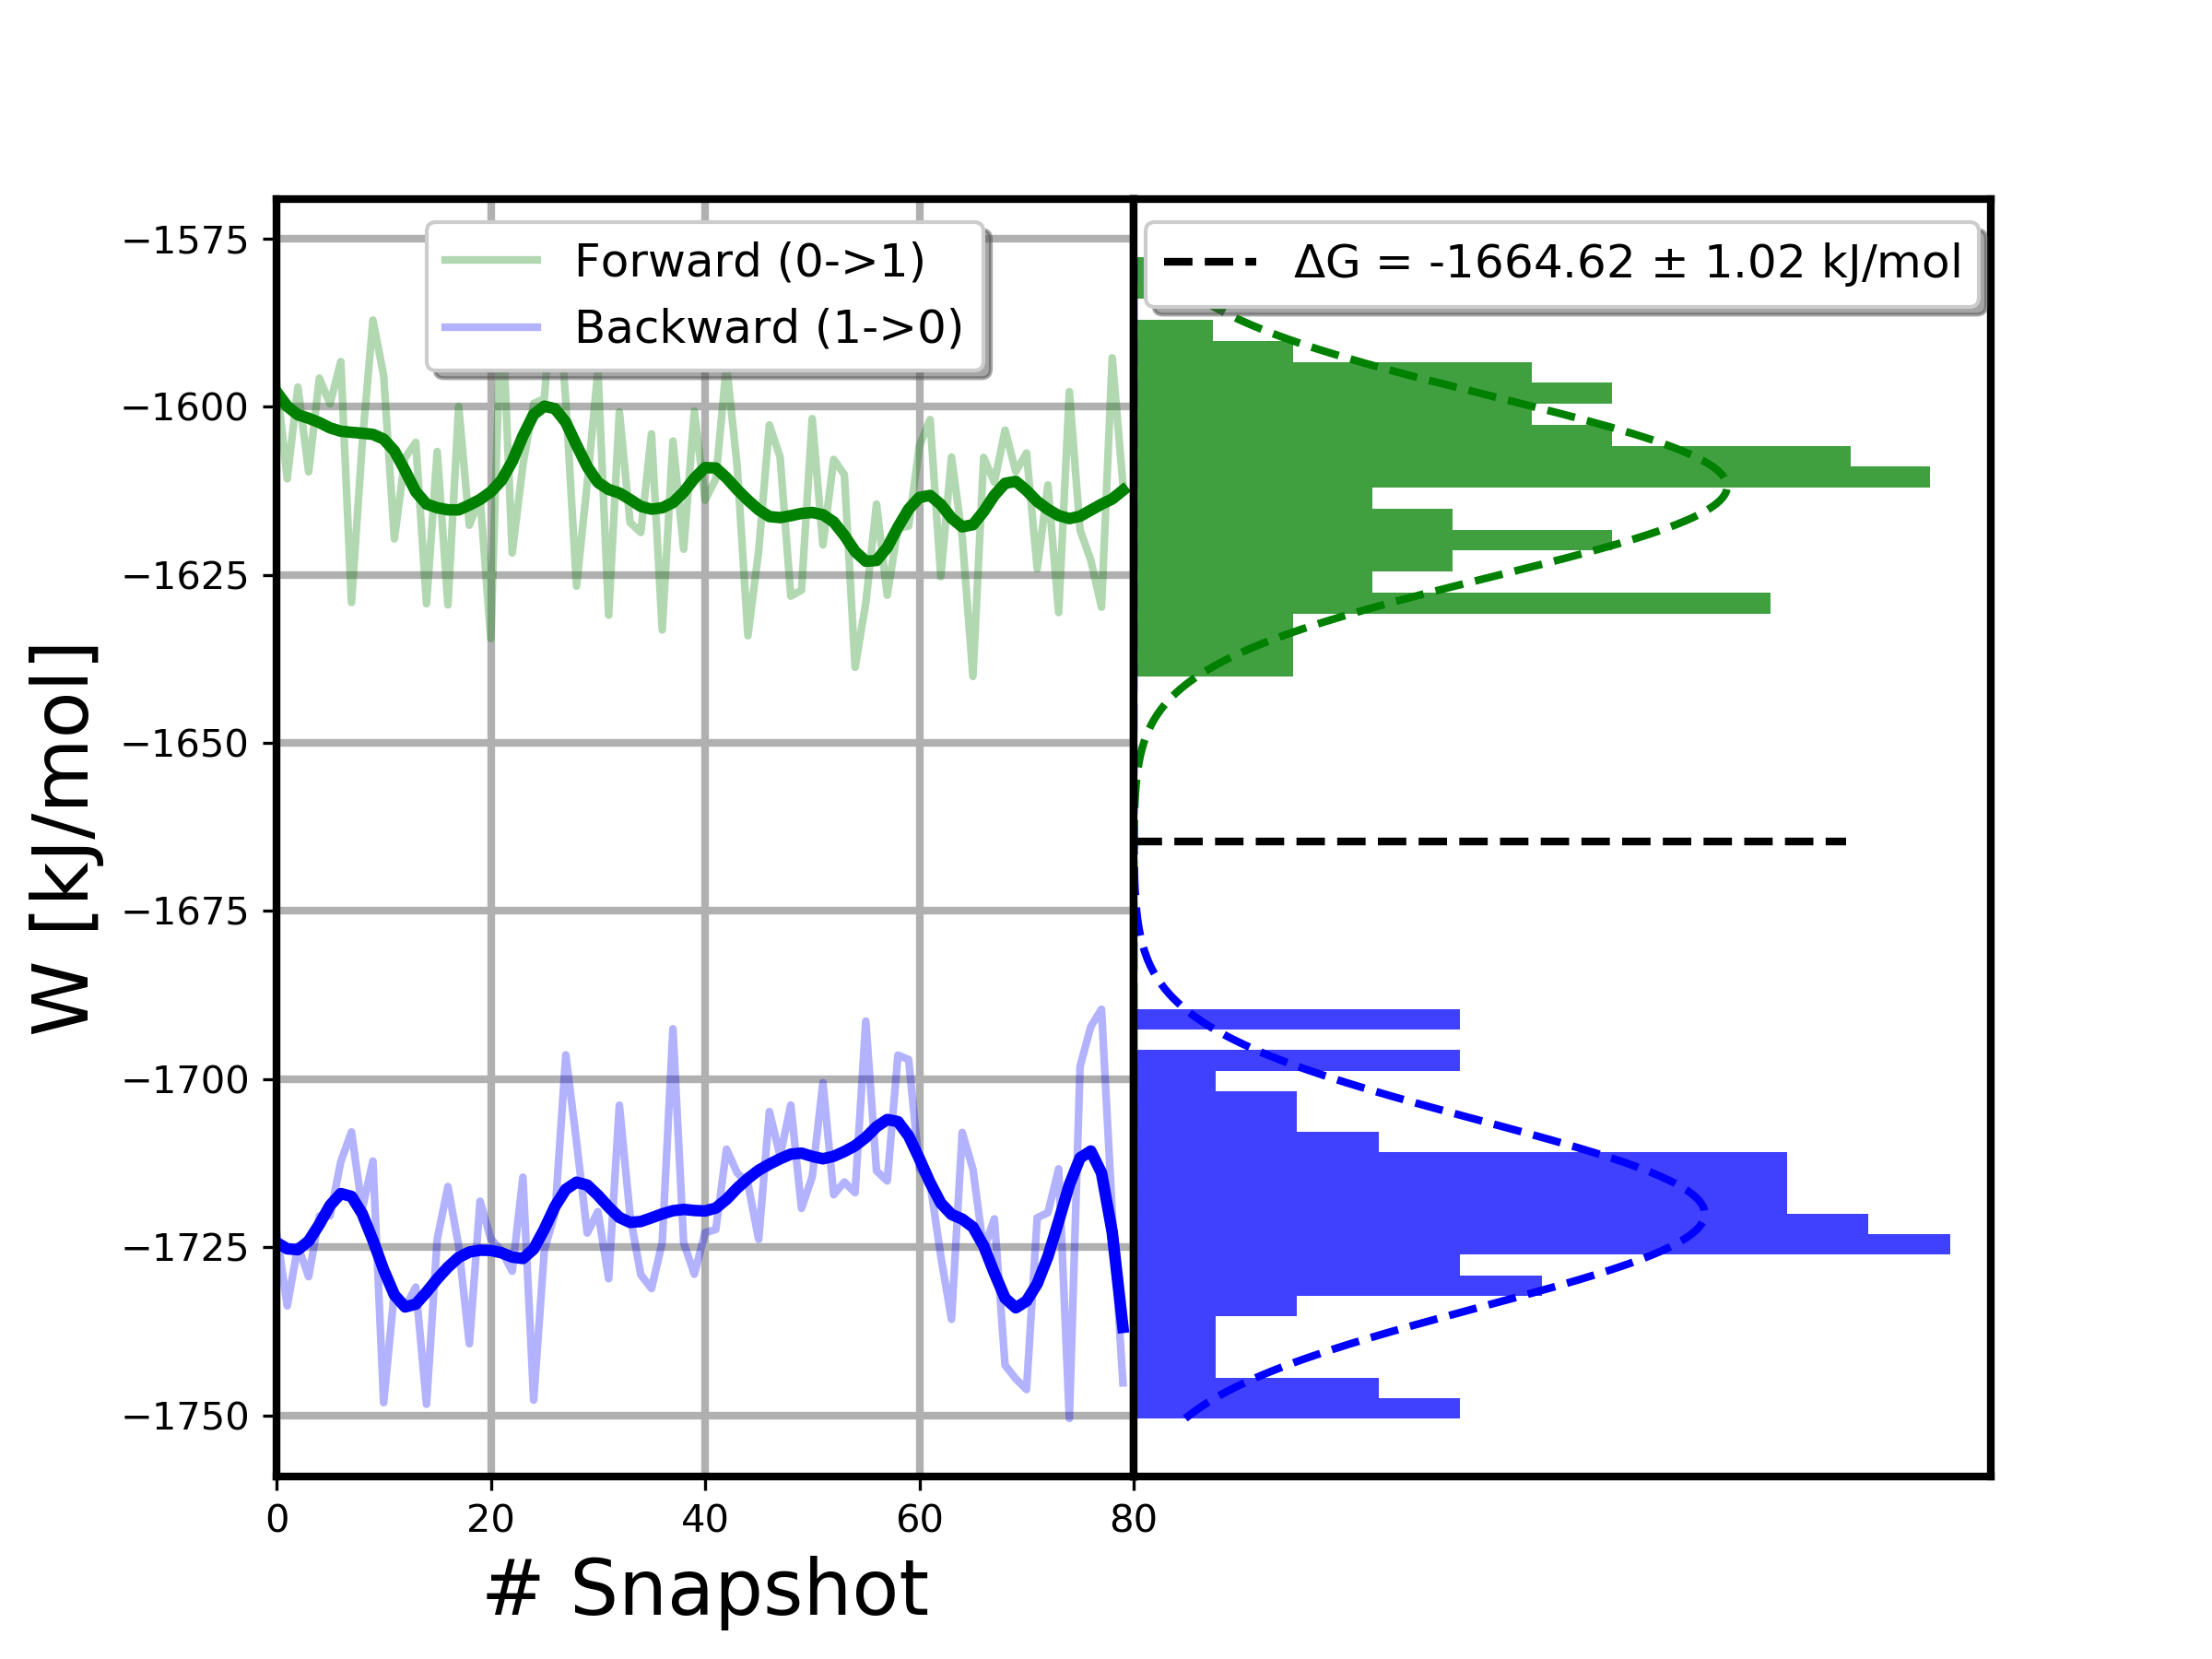 Forward (0->1)
Backward (1->0)
ΔG = -1664.62 ± 1.02 kJ/mol
W [kJ/mol]
−1575
−1600
−1625
−1650
−1675
−1700
−1725
−1750
0 20 40 60 80
# Snapshot